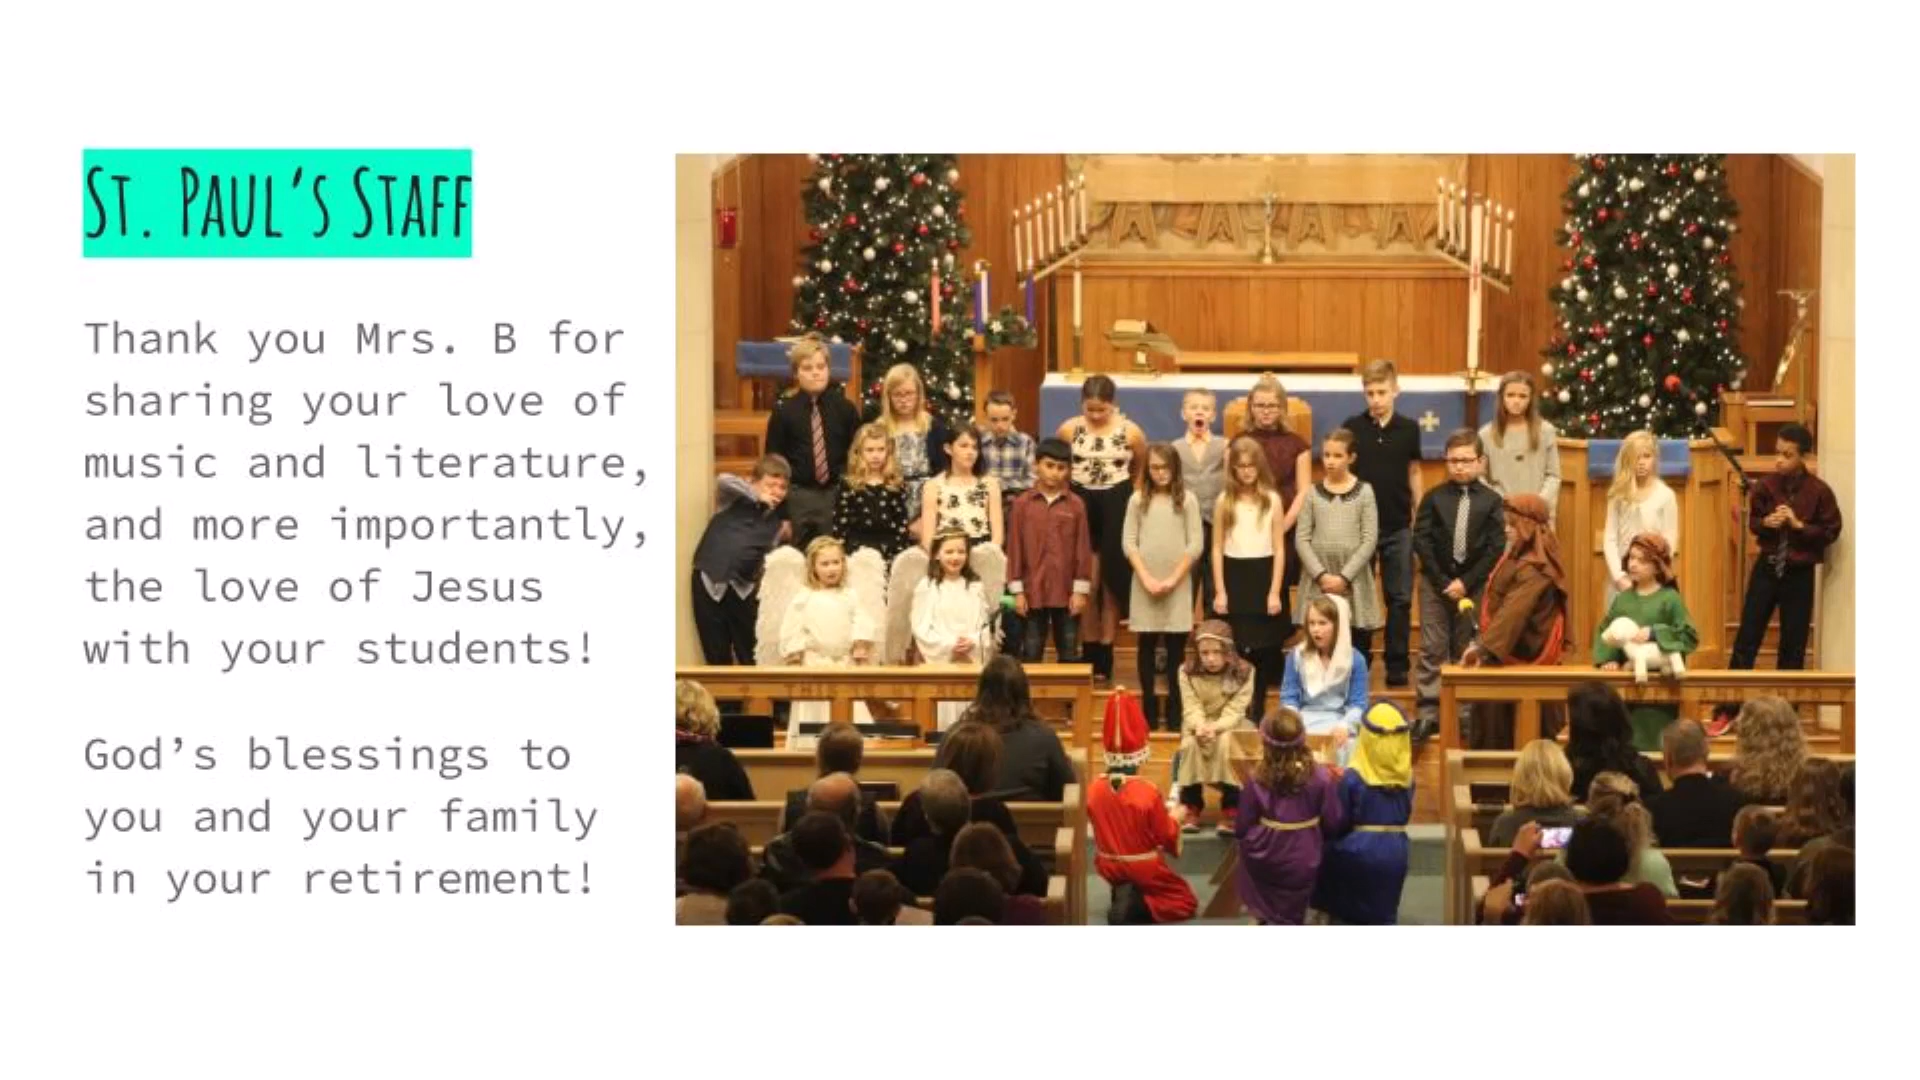 St. Paul's Staff
Thank you Mrs. B for
sharing your love of
music and literature,
and more importantly,
the love of Jesus
with your students!
God's blessings to
you and your family
in your retirement!